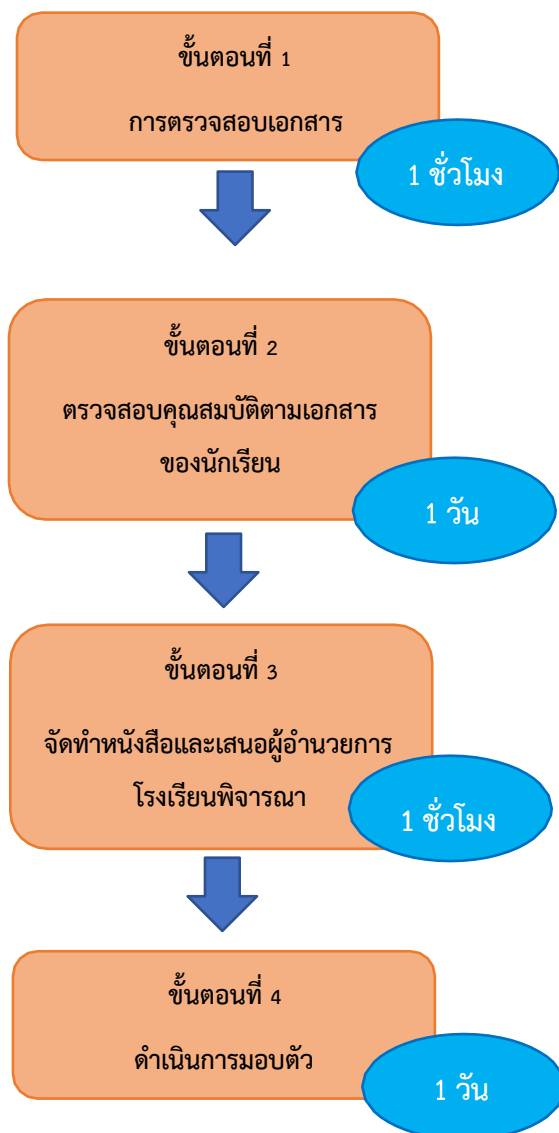 ขั้นตอนที่ 1
การตรวจสอบเอกสาร
1 ชั่วโมง
ขั้นตอนที่ 2
ตรวจสอบคุณสมบัติตามเอกสาร
ของนักเรียน
1 วัน
ขั้นตอนที่ 3
จัดทำหนังสือและเสนอผู้อำนวยการ
โรงเรียนพิจารณา
1 ชั่วโมง
ขั้นตอนที่ 4
ดำเนินการมอบตัว
1 วัน